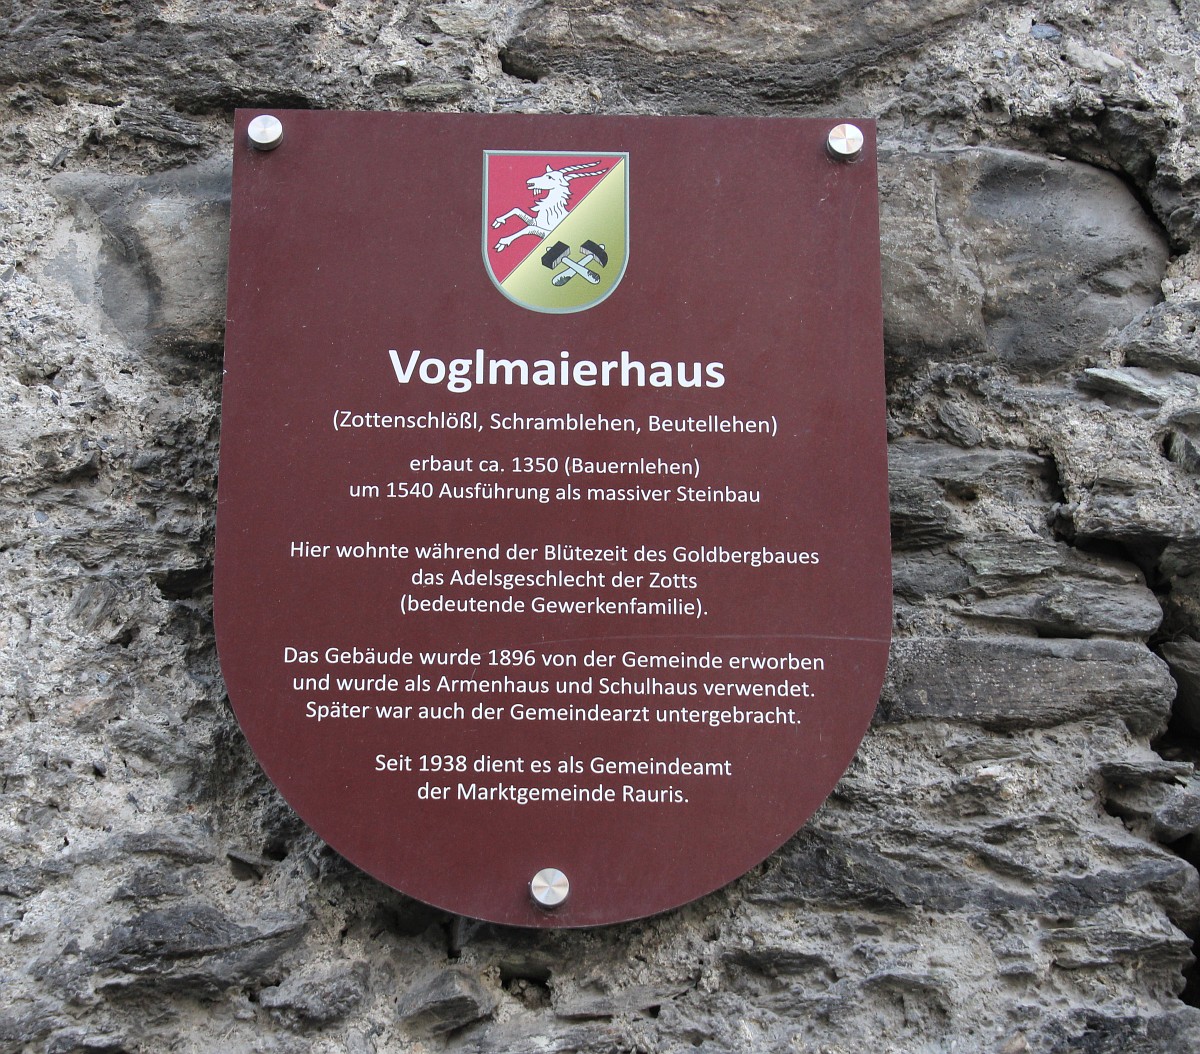 Voglmaierhaus
(Zottenschlößl, Schramblehen, Beutellehen)
erbaut ca. 1350 (Bauernlehen)
um 1540 Ausführung als massiver Steinbau
Hier wohnte während der Blütezeit des Goldbergbaues
das Adelsgeschlecht der Zotts
(bedeutende Gewerkenfamilie).
Das Gebäude wurde 1896 von der Gemeinde erworben
und wurde als Armenhaus und Schulhaus verwendet.
Später war auch der Gemeindearzt untergebracht.
Seit 1938 dient es als Gemeindeamt
der Marktgemeinde Rauris.